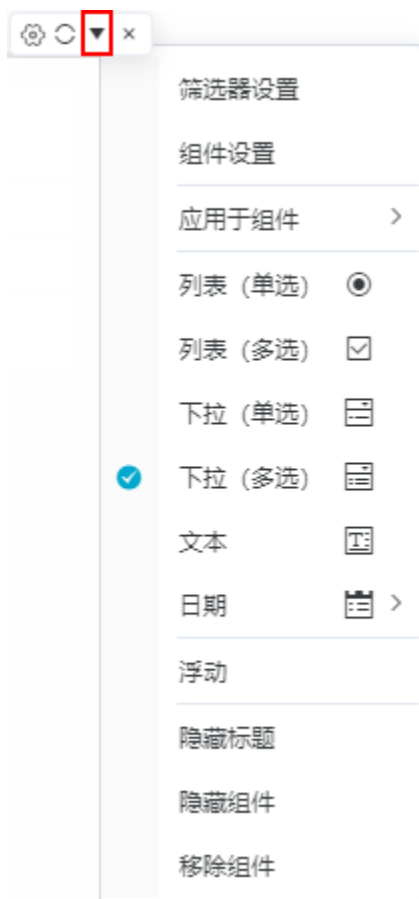 筛选器设置
组件设置
应用于组件
列表（单选）
列表（多选）
下拉（单选）
下拉（多选）
文本
日期
浮动
隐藏标题
隐藏组件
移除组件